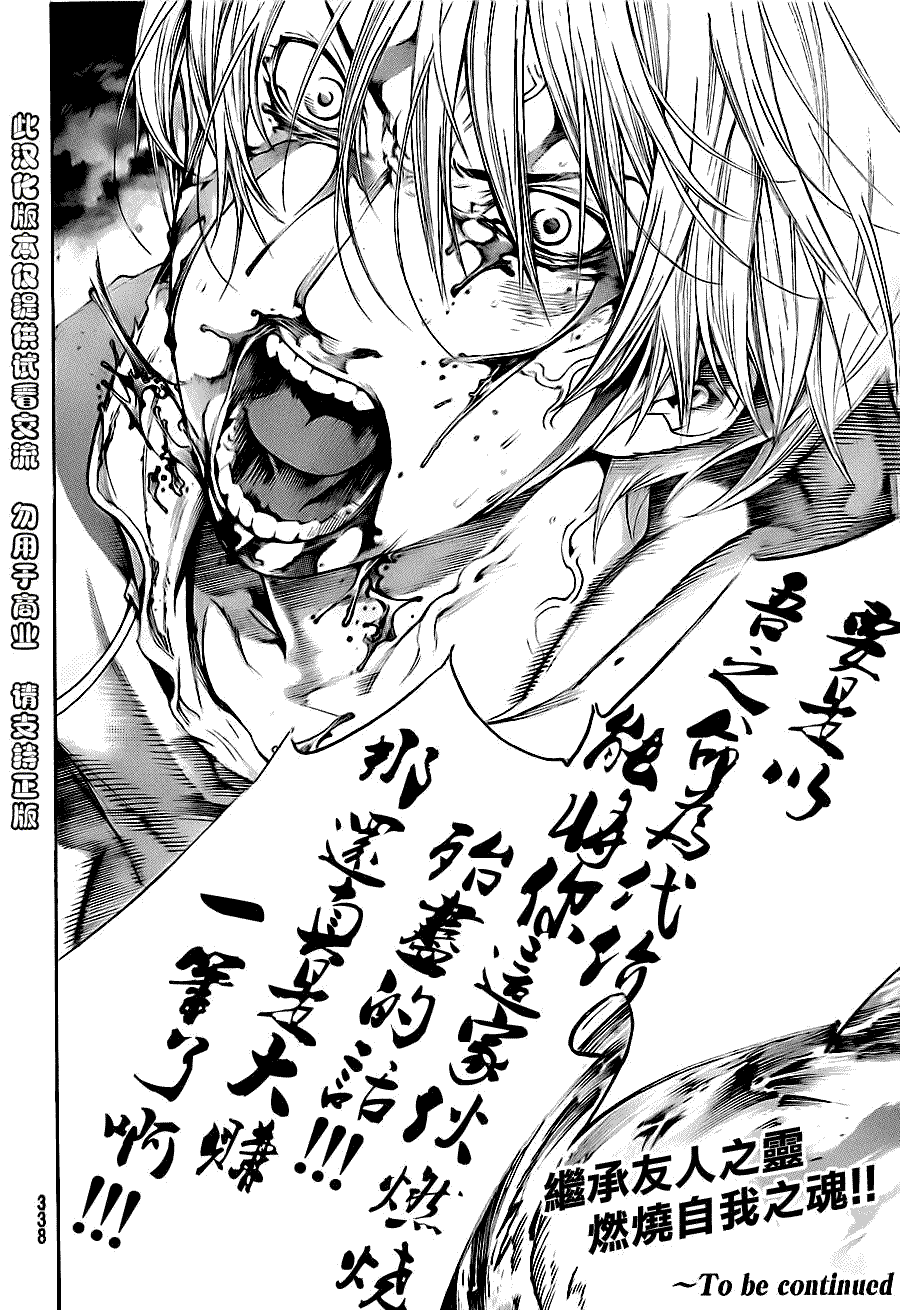 要是以
吾之命為代价
能將你這家伙燃燒
殆盡的話!!!
那還真是大賺
一筆了啊!!!
繼承友人之靈
燃燒自我之魂!!
~To be continued
此汉化版本仅提供试看交流 勿用于商业 请支持正版
338